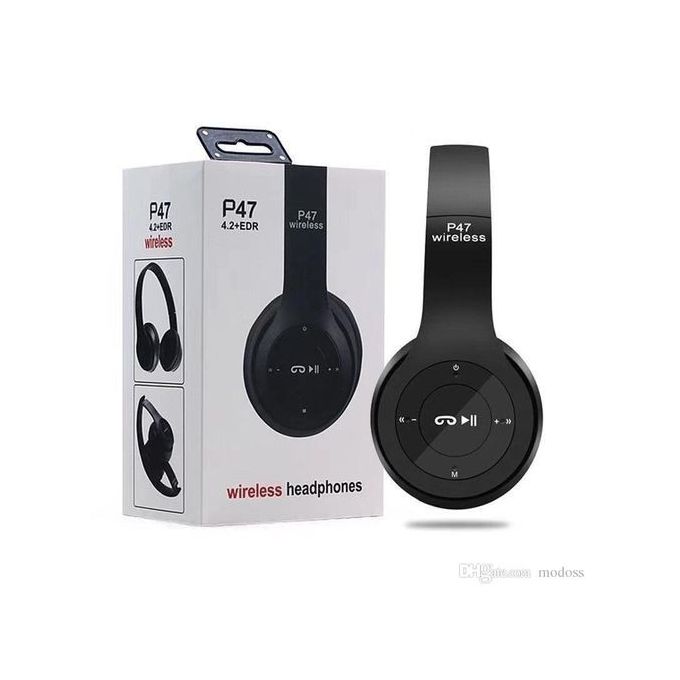 P47
4.2+EDR
wireless
P47
4.2+EDR
P47
wireless
wireless headphones
P47
wireless
M
DHgate.com modoss